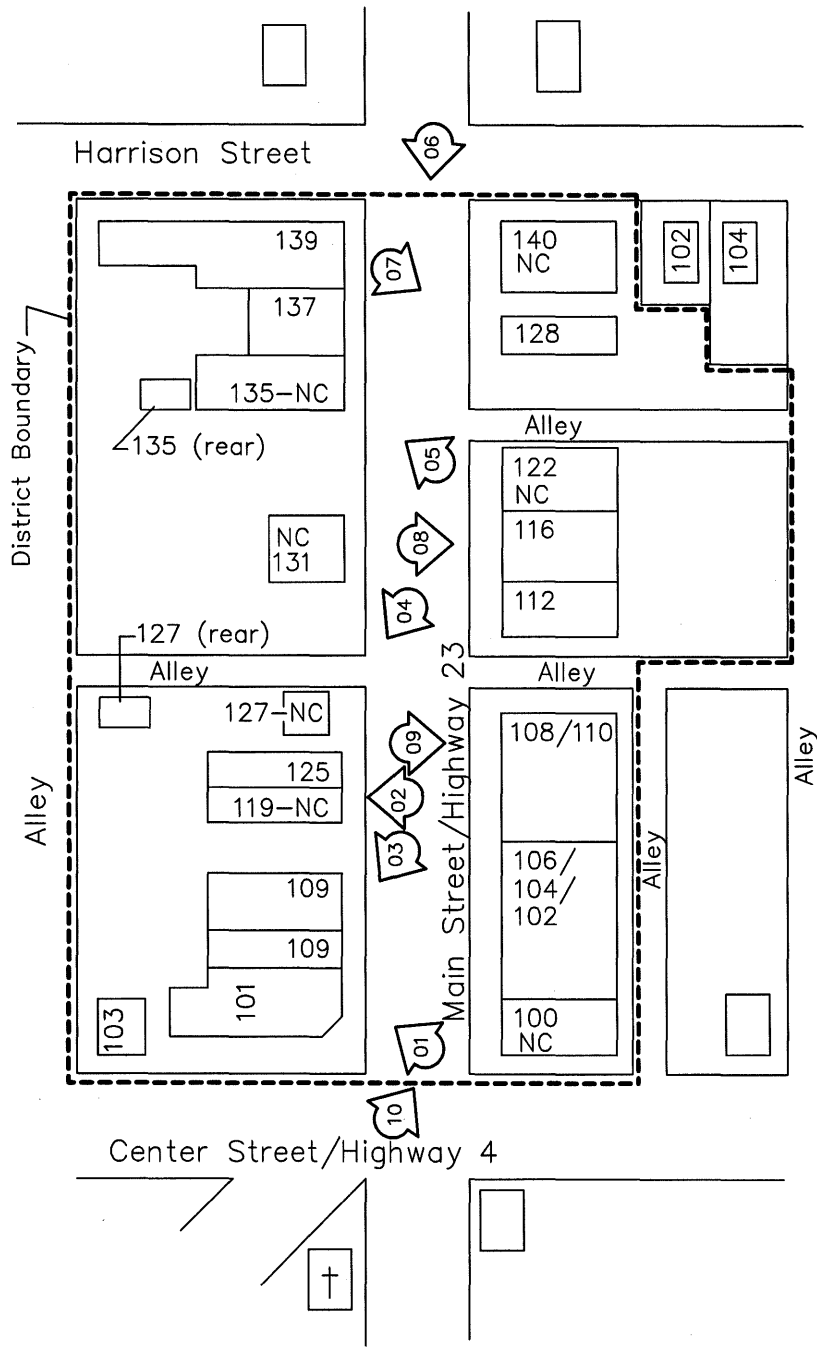 Harrison Street
06
District Boundary
139
07
140
NC
102
104
137
128
135-NC
135 (rear)
Alley
05
122
NC
NC
131
08
116
04
112
127 (rear)
Alley
Alley
Main Street/Highway 23
127-NC
09
108/110
Alley
125
02
119-NC
03
Alley
Alley
106/
104/
102
109
109
101
103
01
100
NC
10
Center Street/Highway 4